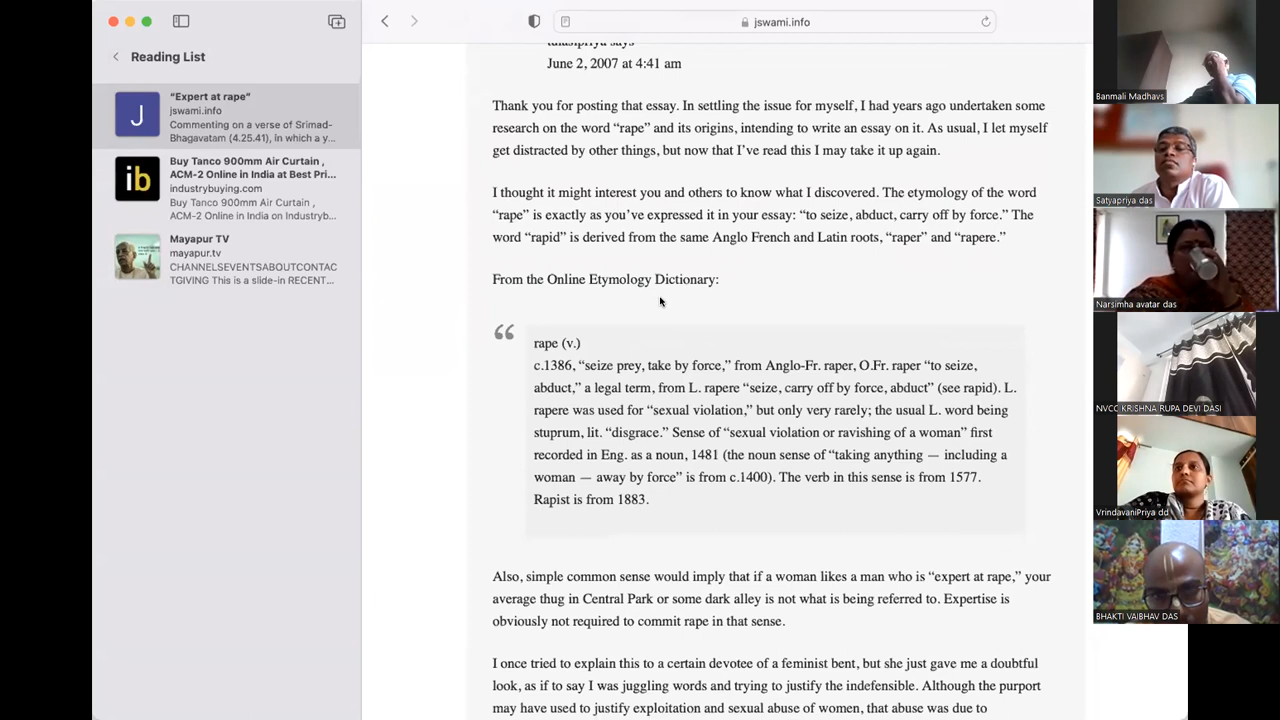 jswami.info
Reading List
“Expert at rape”
jswami.info
Commenting on a verse of Srimad-
Bhagavatam (4.25.41), in which a y...
Buy Tanco 900mm Air Curtain ,
ACM-2 Online in India at Best Pri...
industrybuying.com
Buy Tanco 900mm Air Curtain ,
ACM-2 Online in India on Industryb...
Mayapur TV
mayapur.tv
CHANNELSEVENTSABOUTCONTAC
TGIVING This is a slide-in RECENT...
tulasipriya says
June 2, 2007 at 4:41 am
Thank you for posting that essay. In settling the issue for myself, I had years ago undertaken some
research on the word “rape” and its origins, intending to write an essay on it. As usual, I let myself
get distracted by other things, but now that I’ve read this I may take it up again.
I thought it might interest you and others to know what I discovered. The etymology of the word
“rape” is exactly as you’ve expressed it in your essay: “to seize, abduct, carry off by force.” The
word “rapid” is derived from the same Anglo French and Latin roots, “raper” and “rapere.”
From the Online Etymology Dictionary:
rape (v.)
c.1386, “seize prey, take by force,” from Anglo-Fr. raper, O.Fr. raper “to seize,
abduct,” a legal term, from L. rapere “seize, carry off by force, abduct” (see rapid). L.
rapere was used for “sexual violation,” but only very rarely; the usual L. word being
stuprum, lit. “disgrace.” Sense of “sexual violation or ravishing of a woman” first
recorded in Eng. as a noun, 1481 (the noun sense of “taking anything — including a
woman — away by force” is from c.1400). The verb in this sense is from 1577.
Rapist is from 1883.
Also, simple common sense would imply that if a woman likes a man who is “expert at rape,” your
average thug in Central Park or some dark alley is not what is being referred to. Expertise is
obviously not required to commit rape in that sense.
I once tried to explain this to a certain devotee of a feminist bent, but she just gave me a doubtful
look, as if to say I was juggling words and trying to justify the indefensible. Although the purport
may have used to justify exploitation and sexual abuse of women, that abuse was due to
Banmali Madhavs
Satyapriya das
Narsimha avatar das
NVCC KRISHNA RUPA DEVI DASI
VrindavaniPriya dd
BHAKTI VAIBHAV DAS